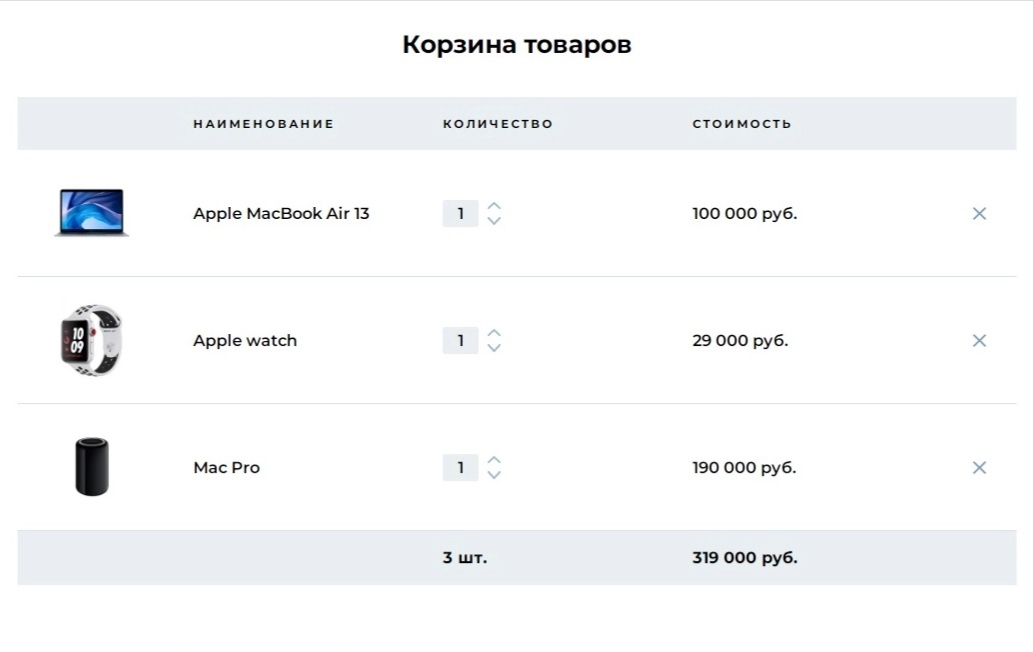 Корзина товаров
НАИМЕНОВАНИЕ КОЛИЧЕСТВО СТОИМОСТЬ
Apple MacBook Air 13 1 100 000 руб.
10
09
Apple watch 1 29 000 руб.
Mac Pro 1 190 000 руб.
3 шт. 319 000 руб.